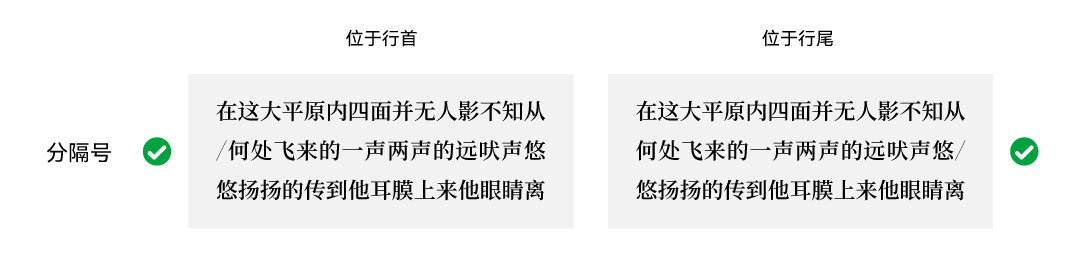 位于行首
位于行尾
分隔号
在这大平原内四面并无人影不知从
/何处飞来的一声两声的远吠声悠
悠扬扬的传到他耳膜上来他眼睛离
在这大平原内四面并无人影不知从
何处飞来的一声两声的远吠声悠/
悠扬扬的传到他耳膜上来他眼睛离